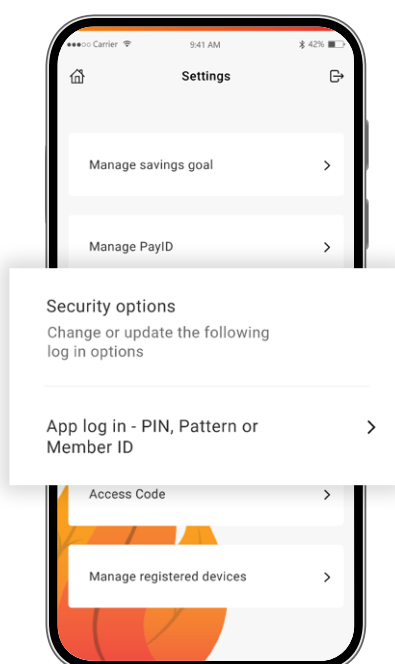 Carrier 9:41 AM 42%
Settings
Manage savings goal
Manage PayID
Security options
Change or update the following
log in options
App log in - PIN, Pattern or
Member ID
Access Code
Manage registered devices